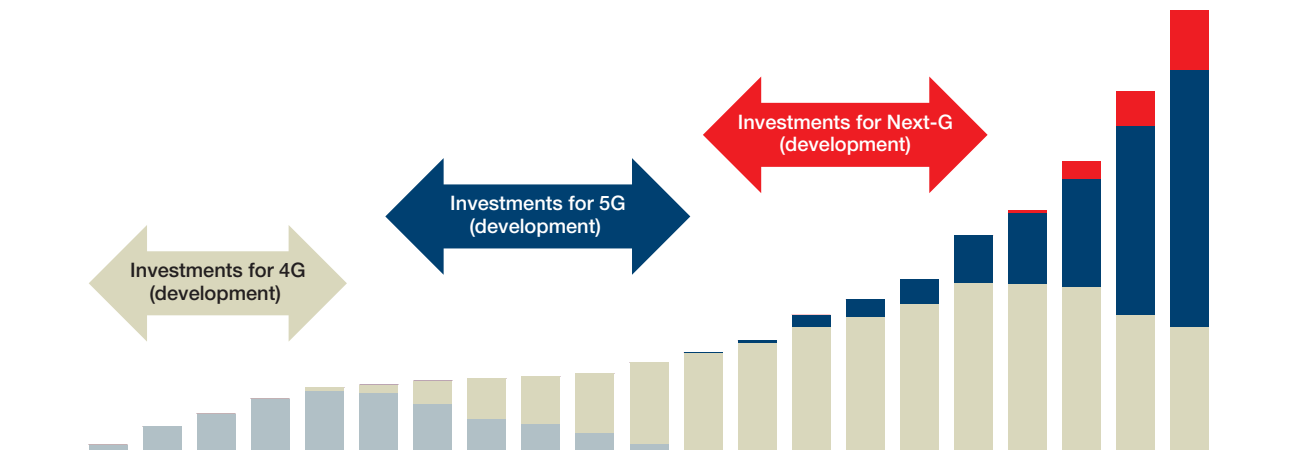 Investments for Next-G
(development)
Investments for 5G
(development)
Investments for 4G
(development)